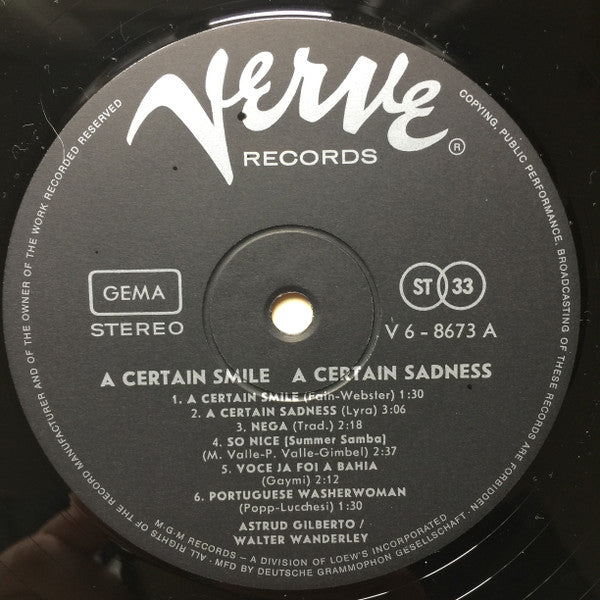 Verve
RECORDS
®
GEMA
STEREO
ST 33
V 6 - 8673 A
A CERTAIN SMILE A CERTAIN SADNESS
1. A CERTAIN SMILE (Fain-Webster) 1:30
2. A CERTAIN SADNESS (Lyra) 3:06
3. NEGA (Trad.) 2:18
4. SO NICE (Summer Samba)
(M. Valle-P. Valle-Gimbel) 2:37
5. VOCE JA FOI A BAHIA
(Gaymi) 2:12
6. PORTUGUESE WASHERWOMAN
(Popp-Lucchesi) 1:30
ASTRUD GILBERTO /
WALTER WANDERLEY
M.G.M RECORDS – A DIVISION OF LOEW'S INCORPORATED
ALL RIGHTS OF THE RECORD MANUFACTURER AND OF THE OWNER OF THE WORK RECORDED RESERVED
COPYING, PUBLIC PERFORMANCE, BROADCASTING OF THESE RECORDS ARE FORBIDDEN.
MFD BY DEUTSCHE GRAMMOPHON GESELLSCHAFT